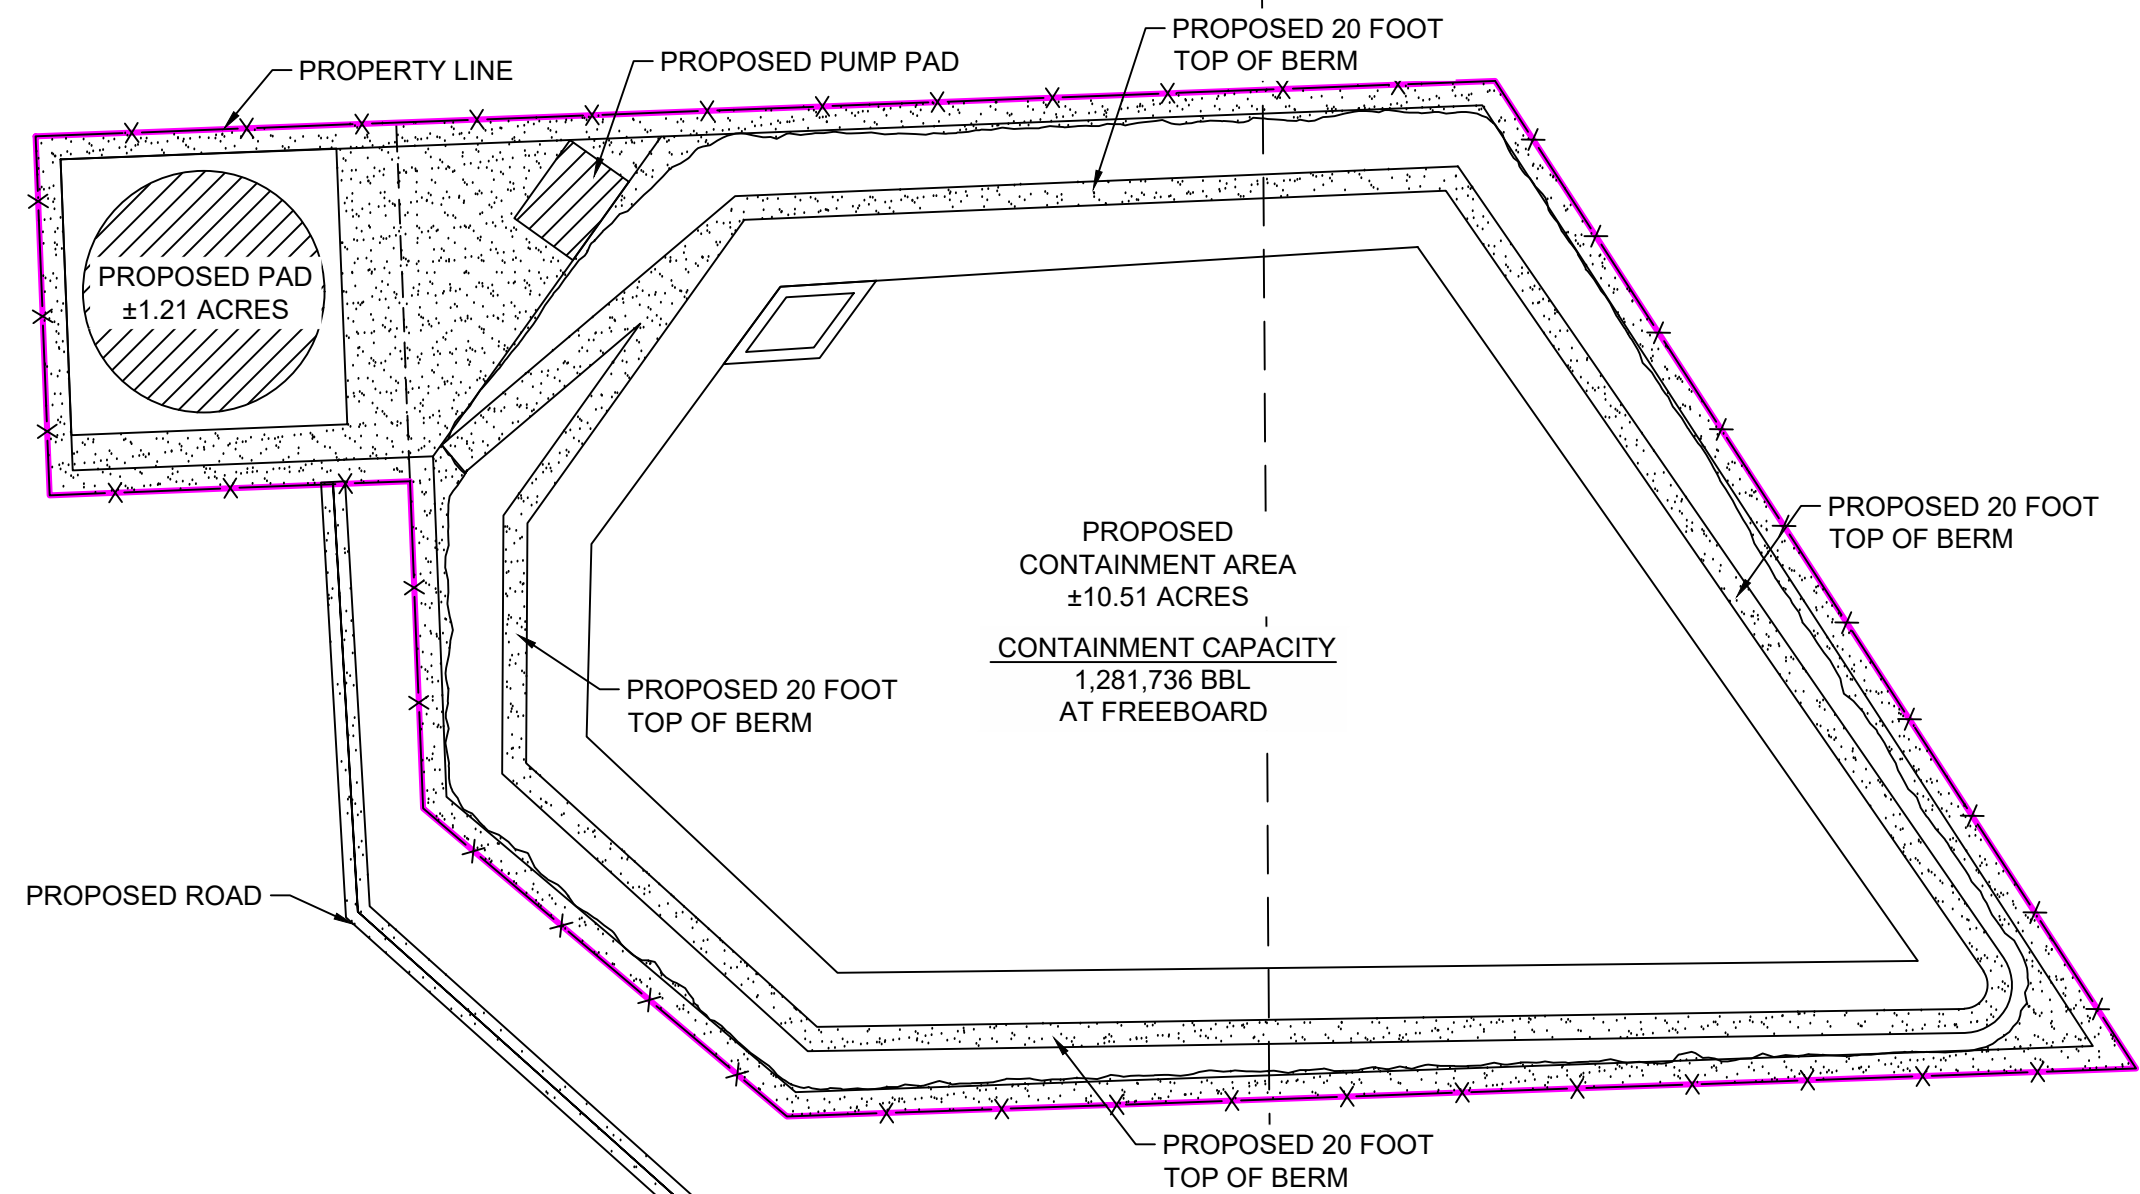 PROPOSED 20 FOOT
TOP OF BERM
PROPERTY LINE
PROPOSED PUMP PAD
PROPOSED PAD
±1.21 ACRES
PROPOSED 20 FOOT
TOP OF BERM
PROPOSED
CONTAINMENT AREA
±10.51 ACRES
CONTAINMENT CAPACITY
1,281,736 BBL
AT FREEBOARD
PROPOSED 20 FOOT
TOP OF BERM
PROPOSED ROAD
PROPOSED 20 FOOT
TOP OF BERM